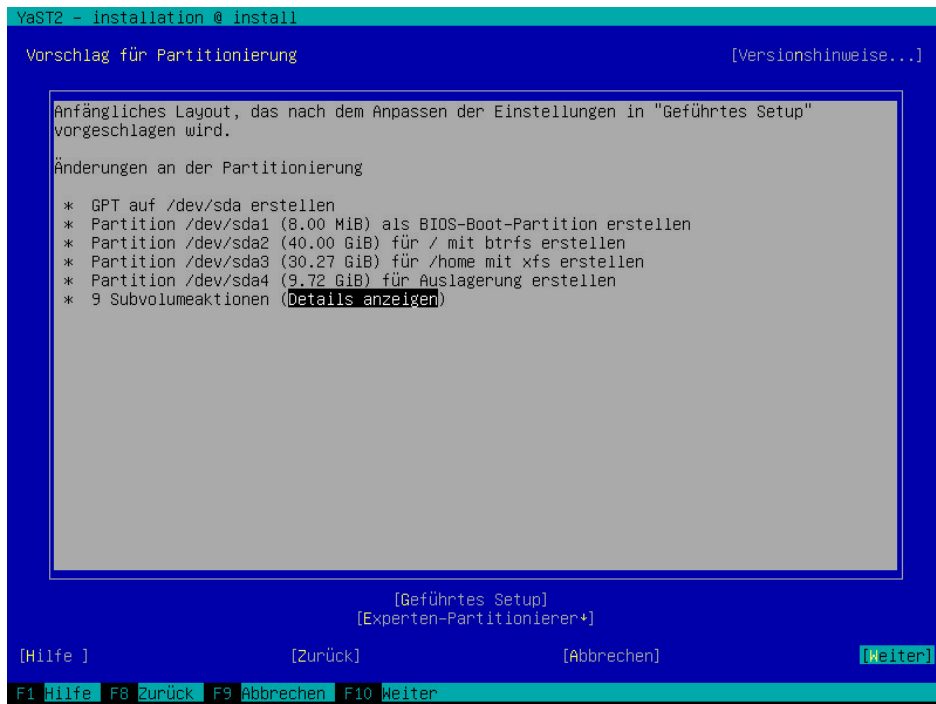 YaST2 - installation @ install
Vorschlag für Partitionierung [Versionshinweise...]
Anfängliches Layout, das nach dem Anpassen der Einstellungen in "Geführtes Setup"
vorgeschlagen wird.
Änderungen an der Partitionierung
* GPT auf /dev/sda erstellen
* Partition /dev/sda1 (8.00 MiB) als BIOS-Boot-Partition erstellen
* Partition /dev/sda2 (40.00 GiB) für / mit btrfs erstellen
* Partition /dev/sda3 (30.27 GiB) für /home mit xfs erstellen
* Partition /dev/sda4 (9.72 GiB) für Auslagerung erstellen
* 9 Subvolumeaktionen (Details anzeigen)
[Geführtes Setup]
[Experten-Partitionierer↓]
[Hilfe ] [Zurück] [Abbrechen] [Weiter]
F1 Hilfe F8 Zurück F9 Abbrechen F10 Weiter